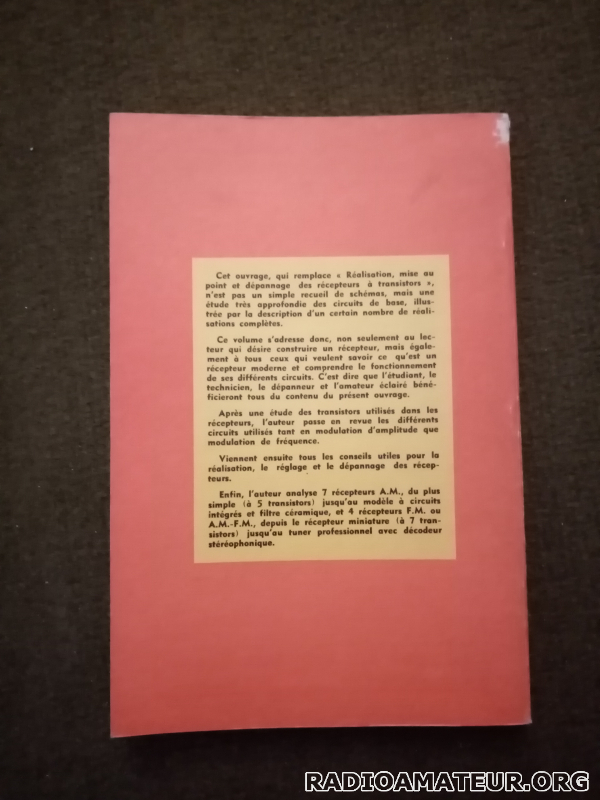 Cet ouvrage, qui remplace « Réalisation, mise au
point et dépannage des récepteurs à transistors »,
n'est pas un simple recueil de schémas, mais une
étude très approfondie des circuits de base, illus-
trée par la description d'un certain nombre de réali-
sations complètes.
Ce volume s'adresse donc, non seulement au lec-
teur qui désire construire un récepteur, mais égale-
ment à tous ceux qui veulent savoir ce qu'est un
récepteur moderne et comprendre le fonctionnement
de ses différents circuits. C'est dire que l'étudiant, le
technicien, le dépanneur et l'amateur éclairé béné-
ficieront tous du contenu du présent ouvrage.
Après une étude des transistors utilisés dans les
récepteurs, l'auteur passe en revue les différents
circuits utilisés tant en modulation d'amplitude que
modulation de fréquence.
Viennent ensuite tous les conseils utiles pour la
réalisation, le réglage et le dépannage des récep-
teurs.
Enfin, l'auteur analyse 7 récepteurs A.M., du plus
simple (à 5 transistors) jusqu'au modèle à circuits
intégrés et filtre céramique, et 4 récepteurs F.M. ou
A.M.-F.M., depuis le récepteur miniature (à 7 tran-
sistors) jusqu'au tuner professionnel avec décodeur
stéréophonique.
RADIOAMATEUR.ORG